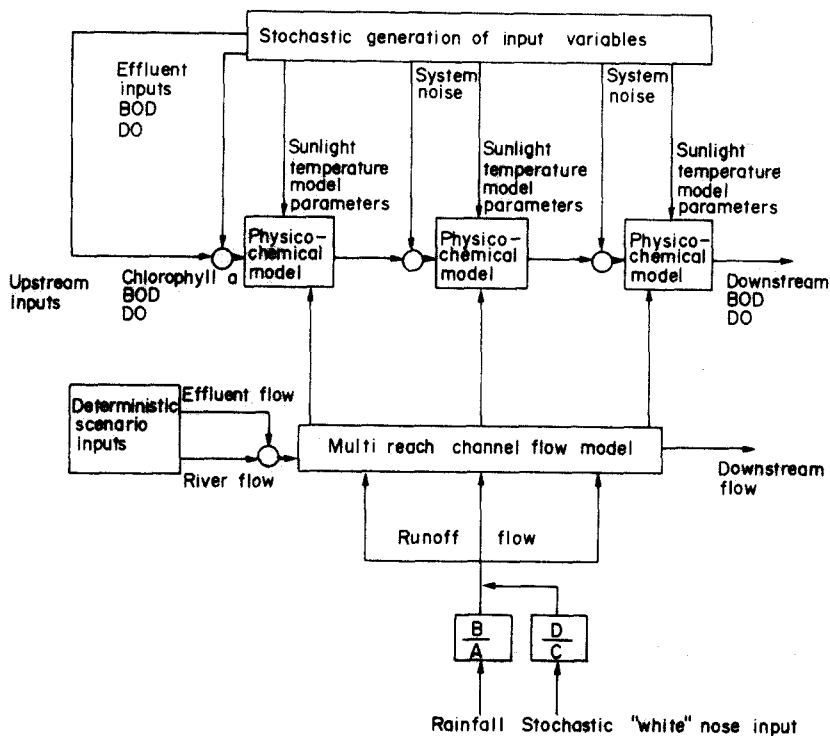 Stochastic generation of input variables
Effluent
inputs
BOD
DO
System
noise
System
noise
Sunlight
temperature
model
parameters
Sunlight
temperature
model
parameters
Sunlight
temperature
model
parameters
Physico-
chemical
model
Physico-
chemical
model
Physico-
chemical
model
Upstream
inputs
Chlorophyll a
BOD
DO
Downstream
BOD
DO
Deterministic
scenario
inputs
Effluent flow
River flow
Multi reach channel flow model
Downstream
flow
Runoff flow
B
A
D
C
Rainfall
Stochastic "white" nose input